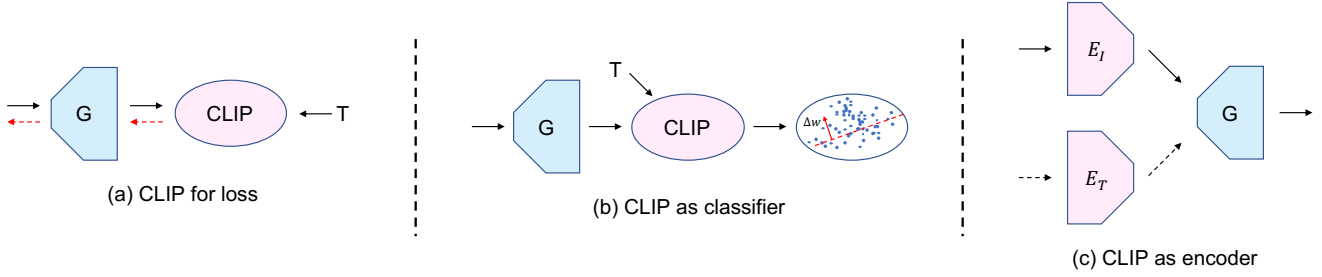 G
CLIP
T
(a) CLIP for loss
T
G
CLIP
Δw
(b) CLIP as classifier
E_I
E_T
G
(c) CLIP as encoder